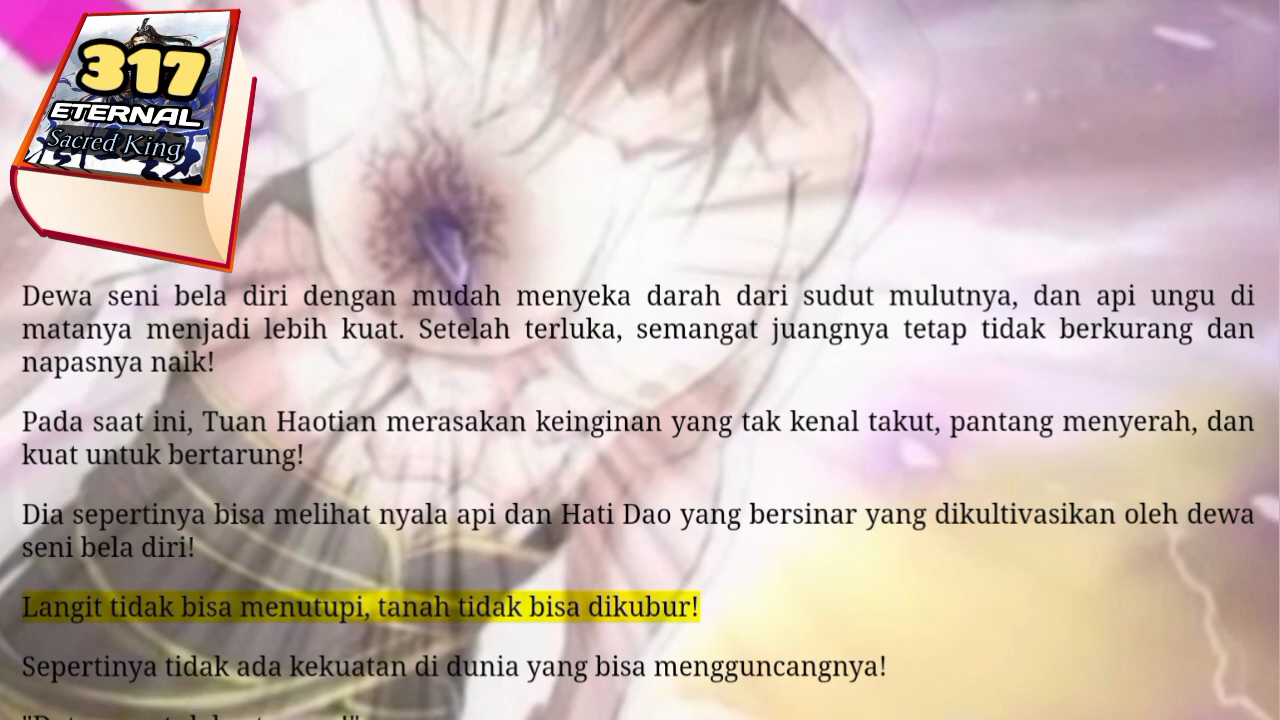 317
ETERNAL
Sacred King
Dewa seni bela diri dengan mudah menyeka darah dari sudut mulutnya, dan api ungu di
matanya menjadi lebih kuat. Setelah terluka, semangat juangnya tetap tidak berkurang dan
napasnya naik!
Pada saat ini, Tuan Haotian merasakan keinginan yang tak kenal takut, pantang menyerah, dan
kuat untuk bertarung!
Dia sepertinya bisa melihat nyala api dan Hati Dao yang bersinar yang dikultivasikan oleh dewa
seni bela diri!
Langit tidak bisa menutupi, tanah tidak bisa dikubur!
Sepertinya tidak ada kekuatan di dunia yang bisa mengguncangnya!